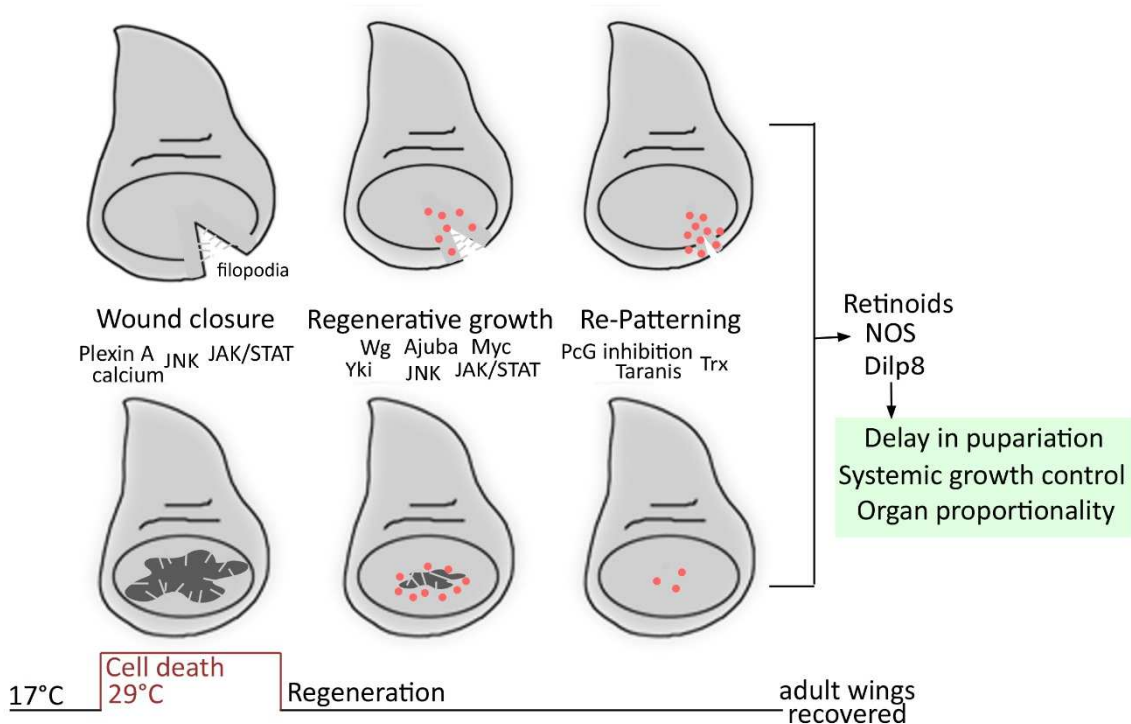 filopodia
Wound closure
Plexin A JNK JAK/STAT
calcium
Regenerative growth
Wg Ajuba Myc
Yki JNK JAK/STAT
Re-Patterning
PcG inhibition Trx
Taranis
Retinoids
NOS
Dilp8
Delay in pupariation
Systemic growth control
Organ proportionality
17°C
Cell death
29°C
Regeneration
adult wings
recovered